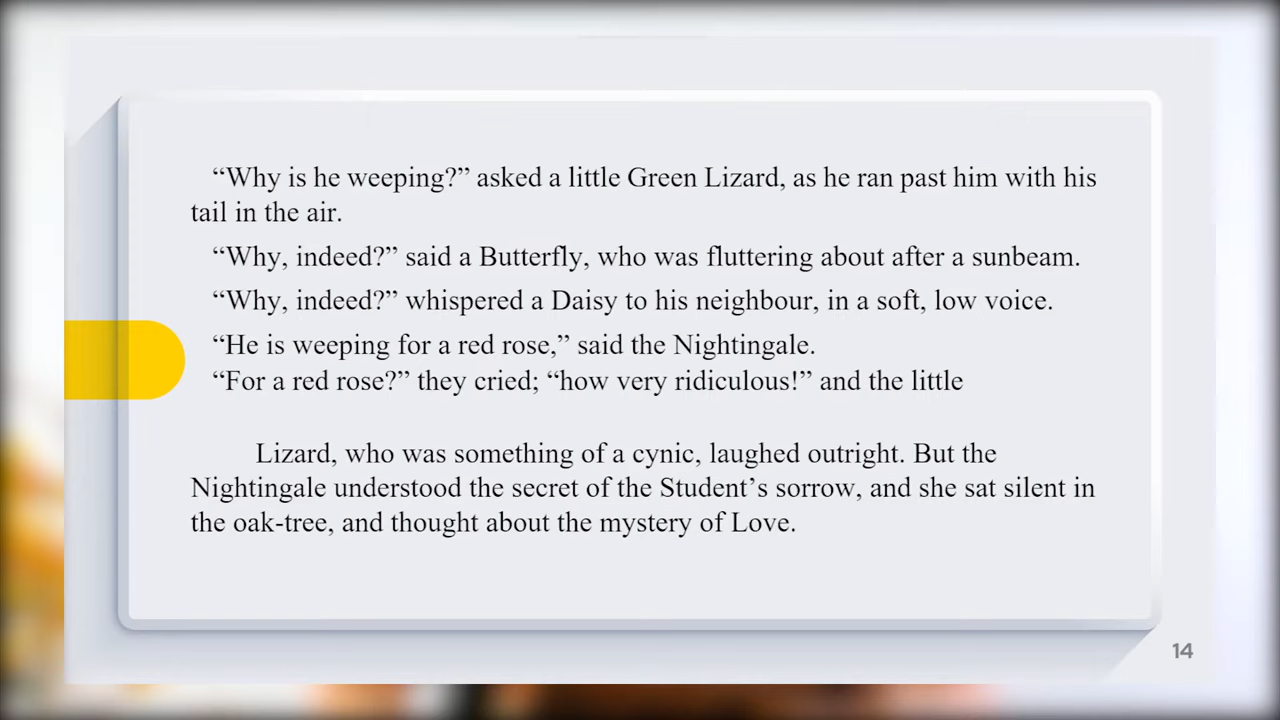 “Why is he weeping?” asked a little Green Lizard, as he ran past him with his
tail in the air.
“Why, indeed?” said a Butterfly, who was fluttering about after a sunbeam.
“Why, indeed?” whispered a Daisy to his neighbour, in a soft, low voice.
“He is weeping for a red rose,” said the Nightingale.
“For a red rose?” they cried; “how very ridiculous!” and the little
Lizard, who was something of a cynic, laughed outright. But the
Nightingale understood the secret of the Student’s sorrow, and she sat silent in
the oak-tree, and thought about the mystery of Love.
14